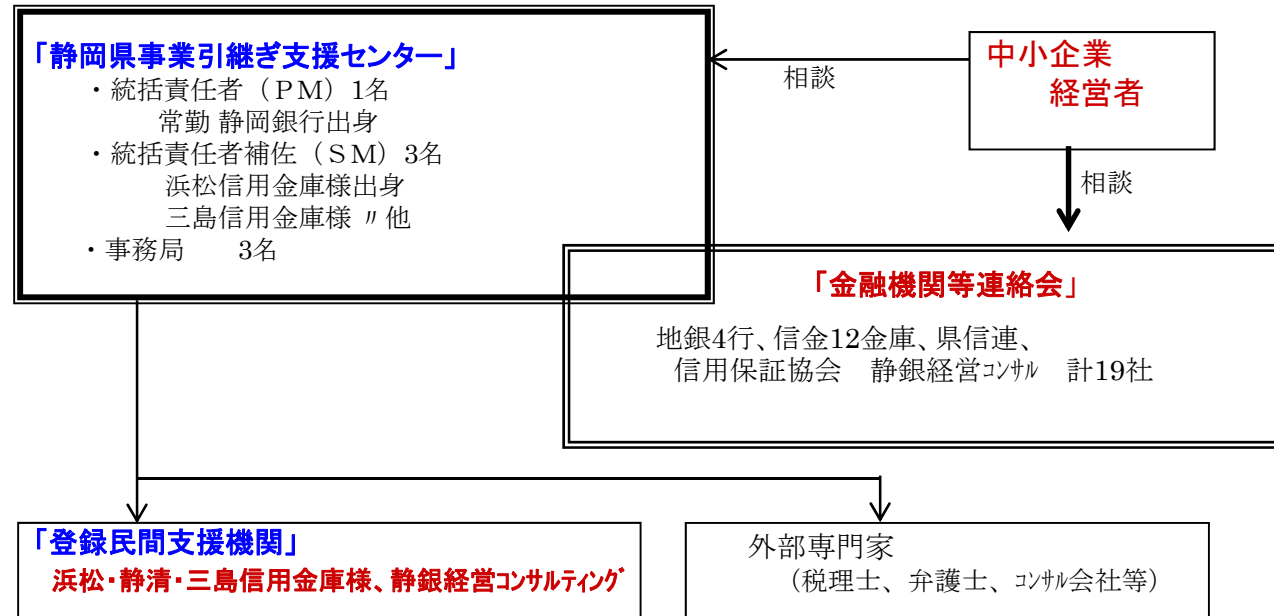 「静岡県事業引継ぎ支援センター」
・統括責任者（ＰＭ）1名
常勤 静岡銀行出身
・統括責任者補佐（ＳＭ）3名
浜松信用金庫様出身
三島信用金庫様 〃他
・事務局　　3名
相談
中小企業
経営者
相談
「金融機関等連絡会」
地銀4行、信金12金庫、県信連、
信用保証協会　静銀経営ｺﾝｻﾙ　計19社
「登録民間支援機関」
浜松・静清・三島信用金庫様、静銀経営ｺﾝｻﾙﾃｨﾝｸﾞ
外部専門家
（税理士、弁護士、ｺﾝｻﾙ会社等）